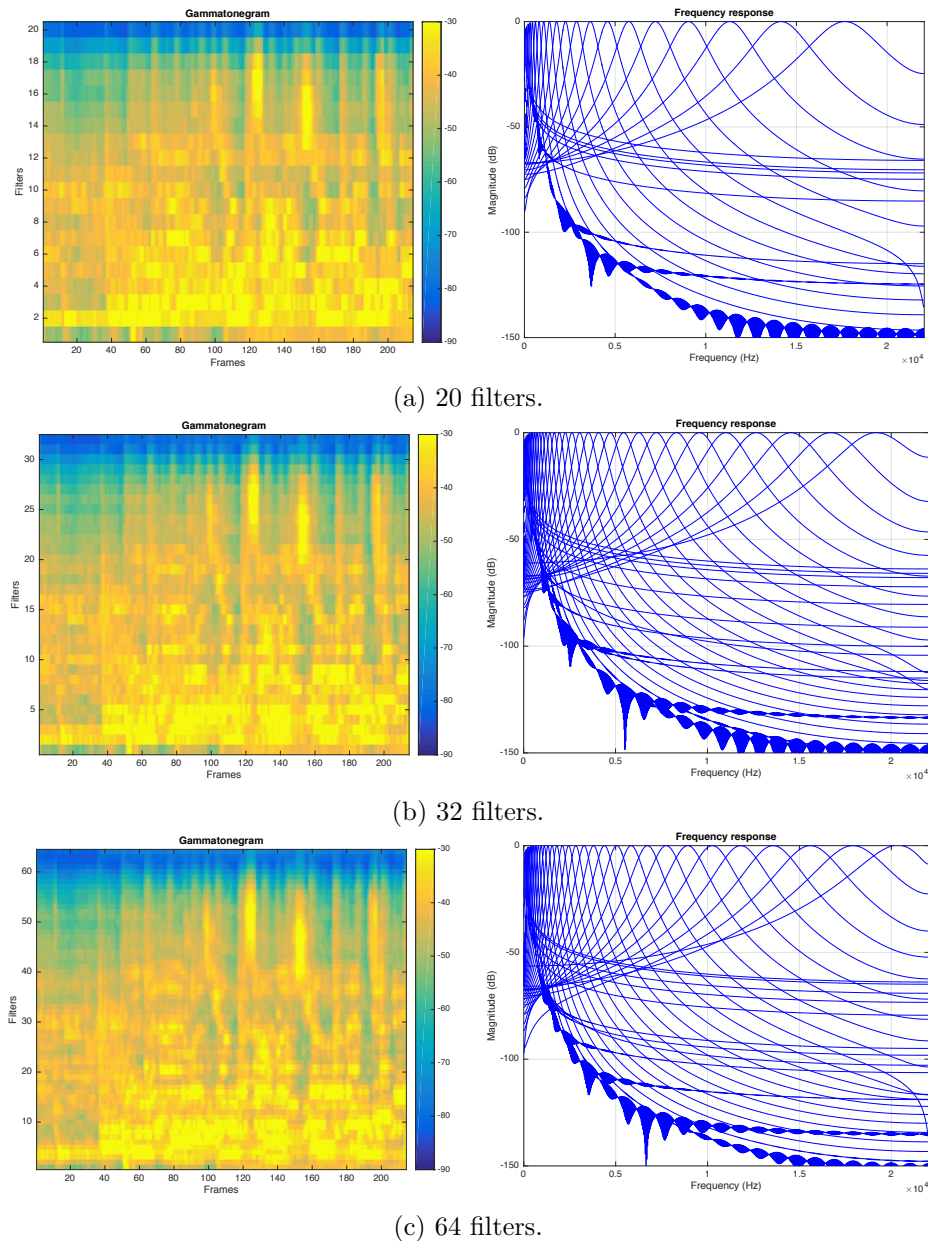 Gammatonegram
Filters
20
18
16
14
12
10
8
6
4
2
20 40 60 80 100 120 140 160 180 200
Frames
-30
-40
-50
-60
-70
-80
-90
Frequency response
Magnitude (dB)
0
-50
-100
-150
0 0.5 1 1.5 2
Frequency (Hz)
×10⁴
(a) 20 filters.
Gammatonegram
Filters
30
25
20
15
10
5
20 40 60 80 100 120 140 160 180 200
Frames
-30
-40
-50
-60
-70
-80
-90
Frequency response
Magnitude (dB)
0
-50
-100
-150
0 0.5 1 1.5 2
Frequency (Hz)
×10⁴
(b) 32 filters.
Gammatonegram
Filters
60
50
40
30
20
10
20 40 60 80 100 120 140 160 180 200
Frames
-30
-40
-50
-60
-70
-80
-90
Frequency response
Magnitude (dB)
0
-50
-100
-150
0 0.5 1 1.5 2
Frequency (Hz)
×10⁴
(c) 64 filters.